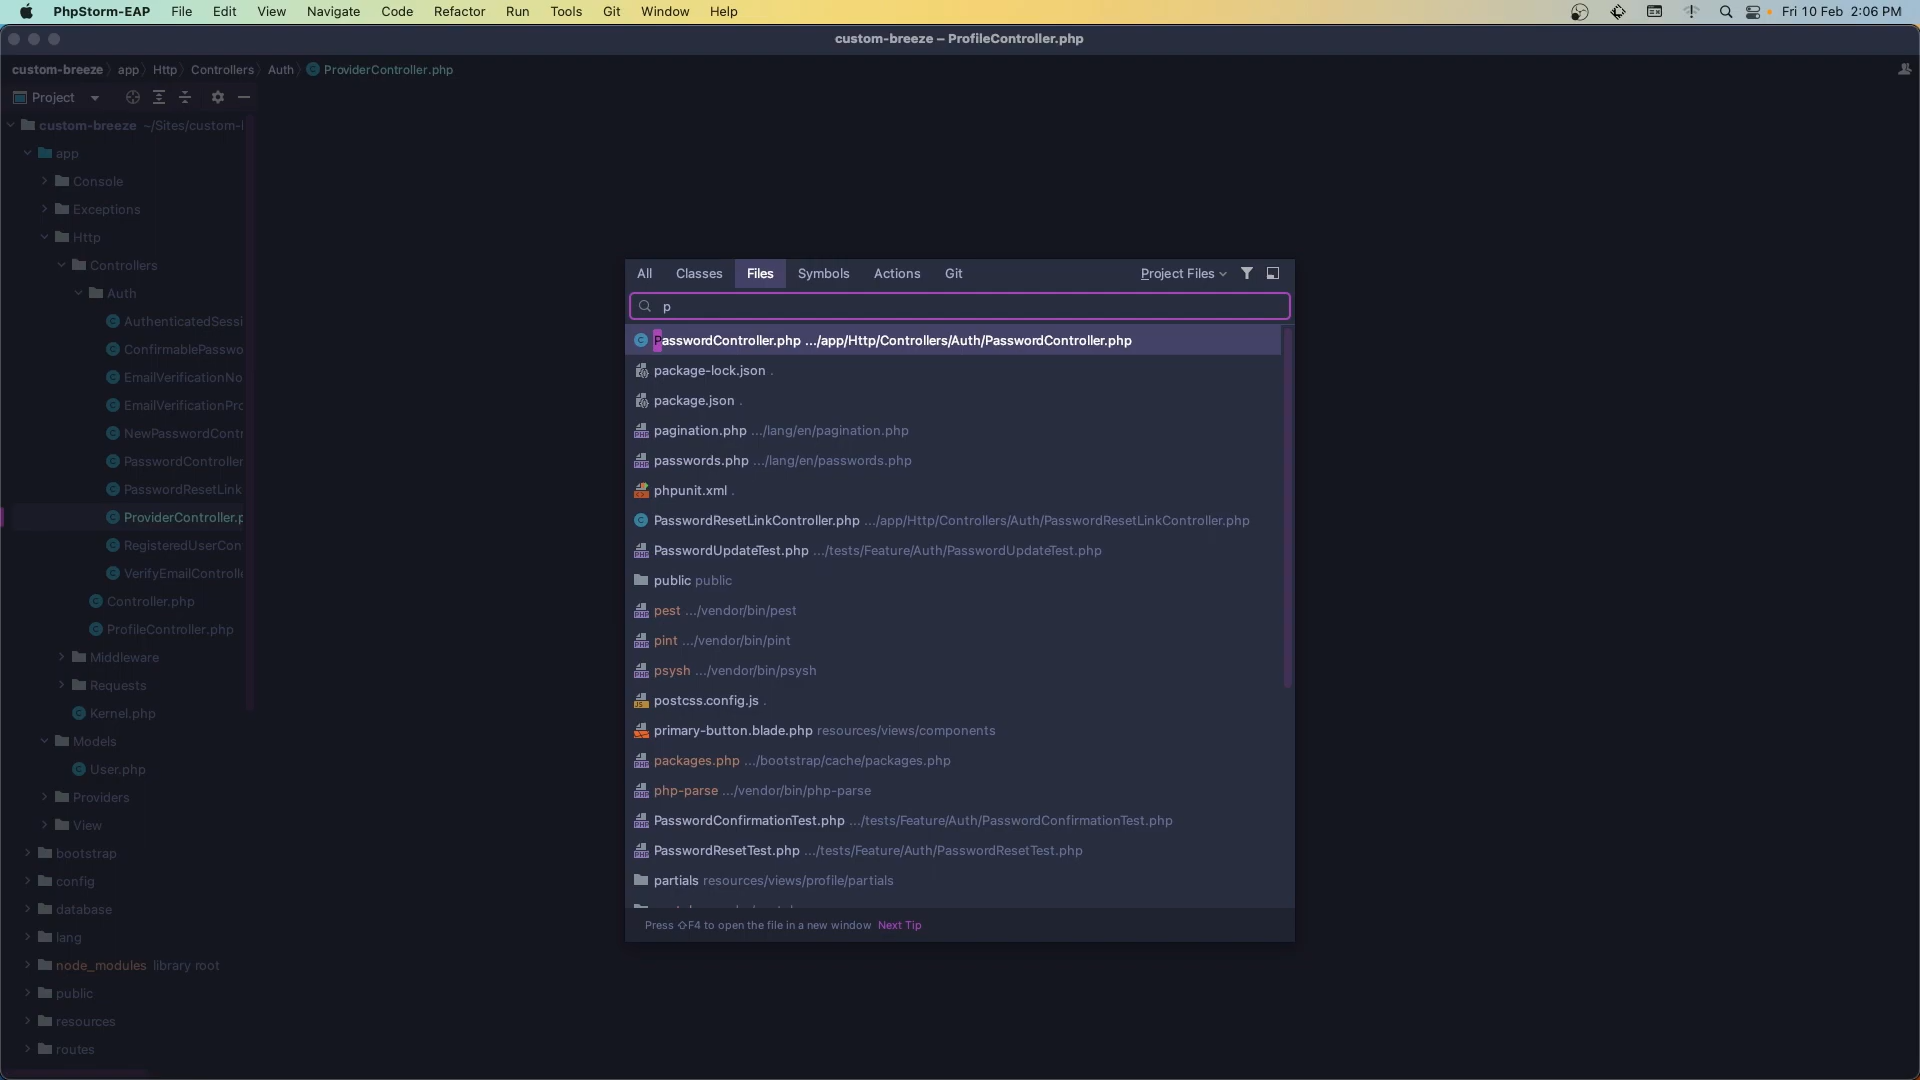 PhpStorm-EAP File Edit View Navigate Code Refactor Run Tools Git Window Help Fri 10 Feb 2:06 PM
custom-breeze – ProfileController.php
custom-breeze app Http Controllers Auth ProviderController.php
Project
custom-breeze ~/Sites/custom-
app
Console
Exceptions
Http
Controllers
Auth
AuthenticatedSessi
ConfirmablePasswo
EmailVerificationNo
EmailVerificationPro
NewPasswordContr
PasswordController
PasswordResetLink
ProviderController.p
RegisteredUserCon
VerifyEmailControlle
Controller.php
ProfileController.php
Middleware
Requests
Kernel.php
Models
User.php
Providers
View
bootstrap
config
database
lang
node_modules library root
public
resources
routes
All Classes Files Symbols Actions Git Project Files
p
PasswordController.php .../app/Http/Controllers/Auth/PasswordController.php
package-lock.json .
package.json .
pagination.php .../lang/en/pagination.php
passwords.php .../lang/en/passwords.php
phpunit.xml .
PasswordResetLinkController.php .../app/Http/Controllers/Auth/PasswordResetLinkController.php
PasswordUpdateTest.php .../tests/Feature/Auth/PasswordUpdateTest.php
public public
pest .../vendor/bin/pest
pint .../vendor/bin/pint
psysh .../vendor/bin/psysh
postcss.config.js .
primary-button.blade.php resources/views/components
packages.php .../bootstrap/cache/packages.php
php-parse .../vendor/bin/php-parse
PasswordConfirmationTest.php .../tests/Feature/Auth/PasswordConfirmationTest.php
PasswordResetTest.php .../tests/Feature/Auth/PasswordResetTest.php
partials resources/views/profile/partials
Press ⇧F4 to open the file in a new window Next Tip